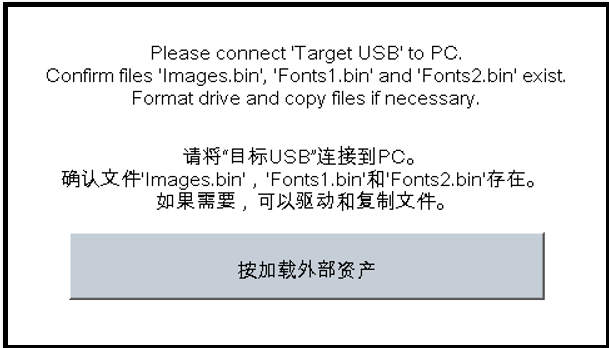 Please connect 'Target USB' to PC.
Confirm files 'Images.bin', 'Fonts1.bin' and 'Fonts2.bin' exist.
Format drive and copy files if necessary.
请将“目标USB”连接到PC。
确认文件'Images.bin'，'Fonts1.bin'和'Fonts2.bin'存在。
如果需要，可以驱动和复制文件。
按加载外部资产